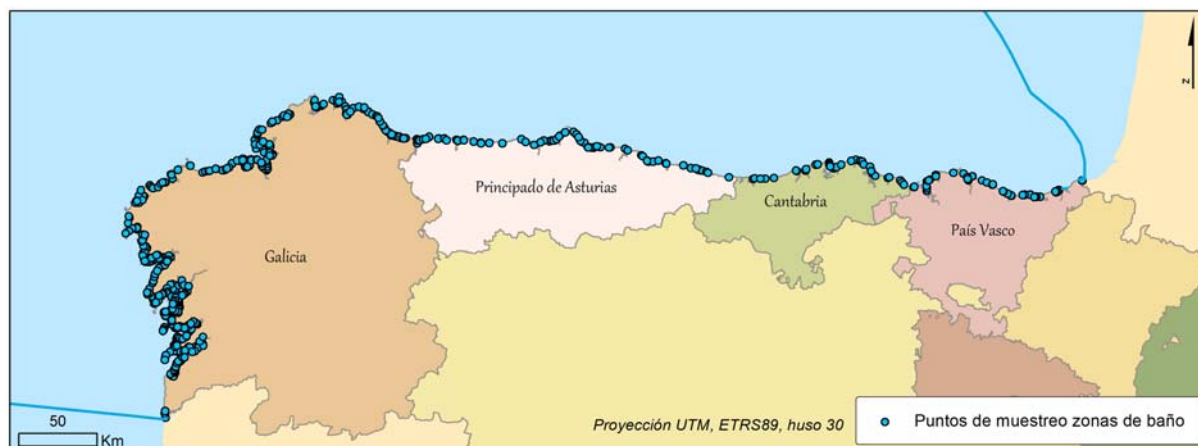 N
Principado de Asturias
Cantabria
País Vasco
Galicia
50
Km
Proyección UTM, ETRS89, huso 30
Puntos de muestreo zonas de baño